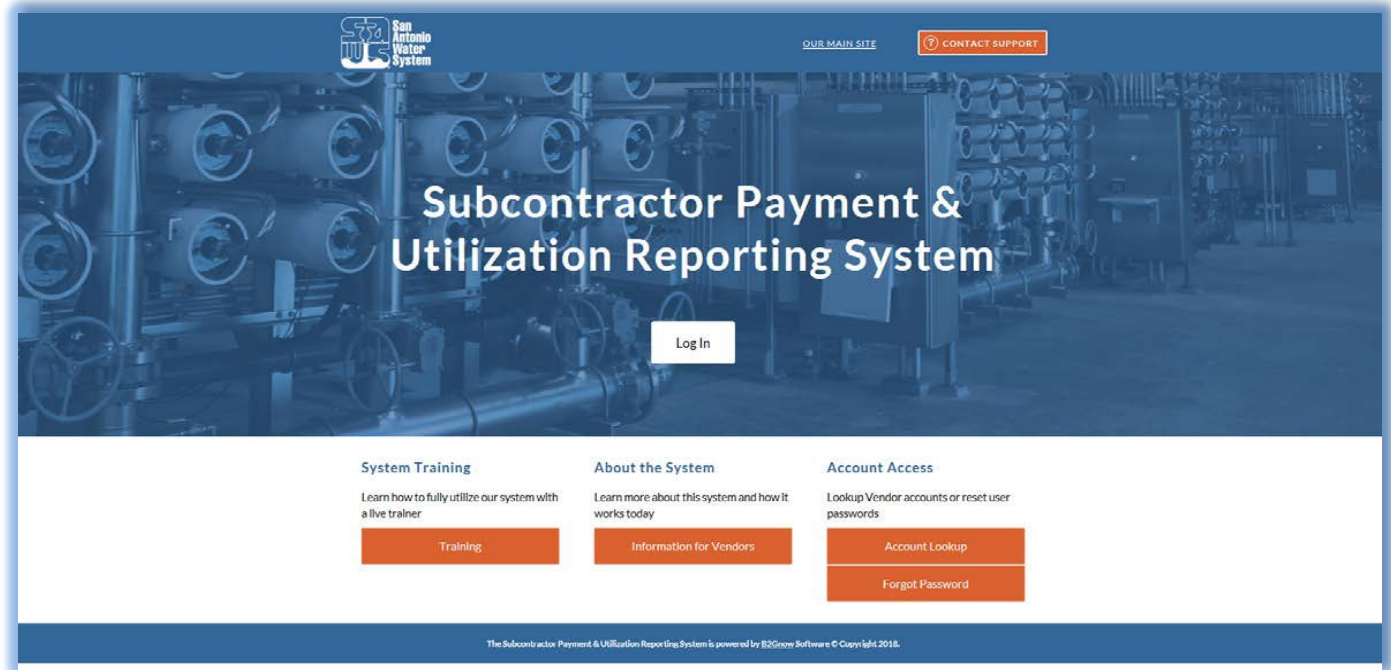 San
Antonio
Water
System
OUR MAIN SITE
? CONTACT SUPPORT
Subcontractor Payment &
Utilization Reporting System
Log In
System Training
Learn how to fully utilize our system with
a live trainer
Training
About the System
Learn more about this system and how it
works today
Information for Vendors
Account Access
Lookup Vendor accounts or reset user
passwords
Account Lookup
Forgot Password
The Subcontractor Payment & Utilization Reporting System is powered by B2Gnow Software © Copyright 2018.